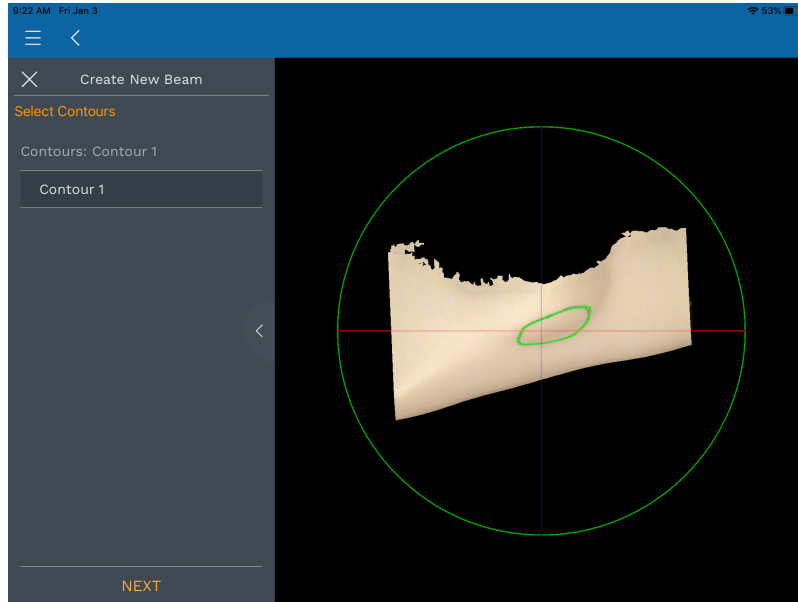 9:22 AM Fri Jan 3
53%
Create New Beam
Select Contours
Contours: Contour 1
Contour 1
NEXT